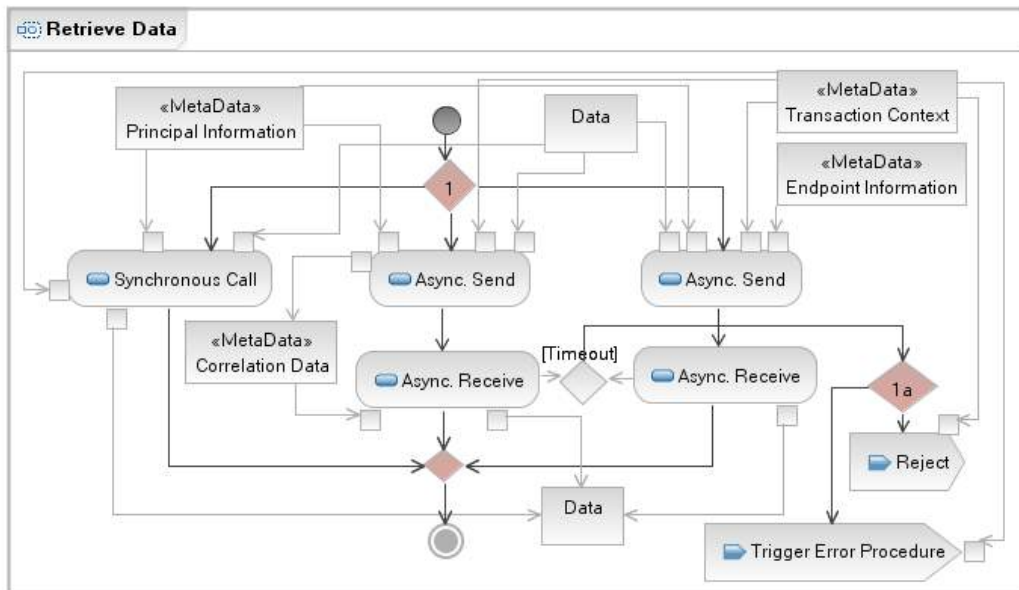 Retrieve Data
«MetaData»
Principal Information
Data
«MetaData»
Transaction Context
«MetaData»
Endpoint Information
1
Synchronous Call
Async. Send
Async. Send
«MetaData»
Correlation Data
[Timeout]
Async. Receive
Async. Receive
1a
Reject
Data
Trigger Error Procedure